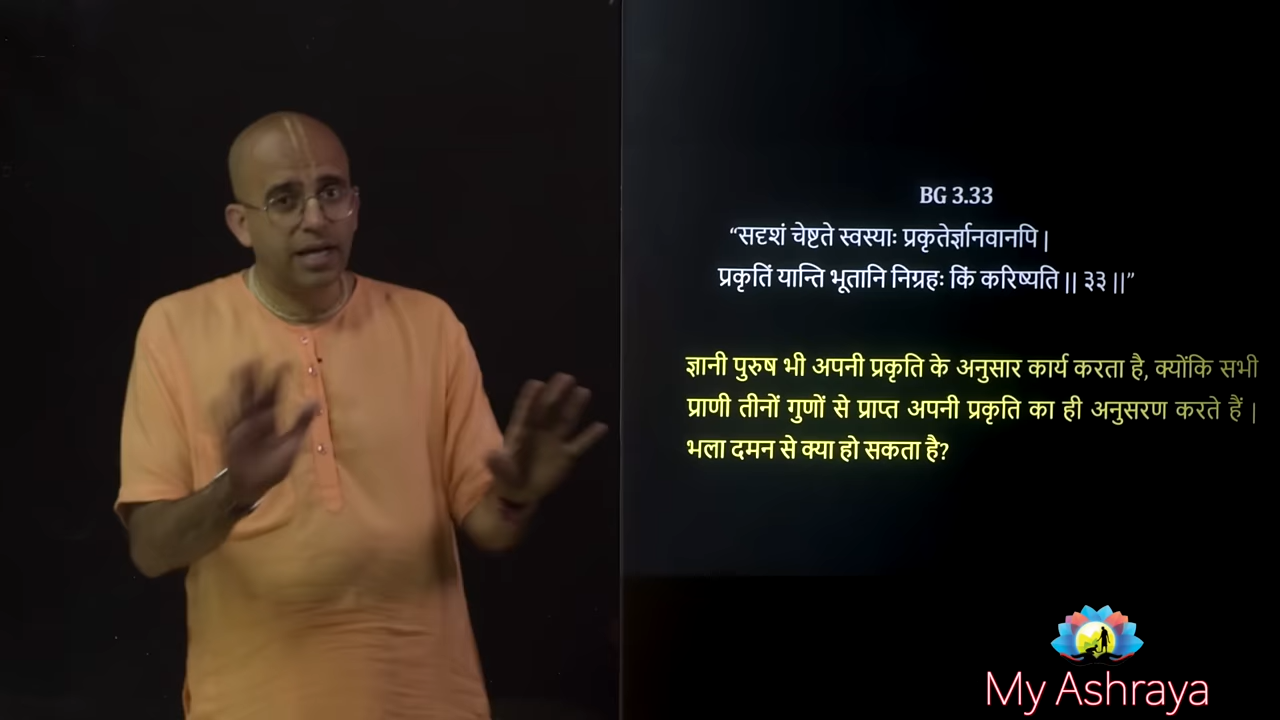 BG 3.33
“सदृशं चेष्टते स्वस्याः प्रकृतेर्ज्ञानवानपि |
प्रकृतिं यान्ति भूतानि निग्रहः किं करिष्यति || ३३ ||”
ज्ञानी पुरुष भी अपनी प्रकृति के अनुसार कार्य करता है, क्योंकि सभी
प्राणी तीनों गुणों से प्राप्त अपनी प्रकृति का ही अनुसरण करते हैं |
भला दमन से क्या हो सकता है?
My Ashraya